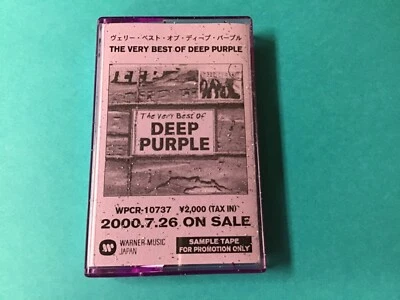 ヴェリー・ベスト・オブ・ディープ・パープル
THE VERY BEST OF DEEP PURPLE
The Very Best Of
DEEP
PURPLE
WPCR-10737 ¥2,000 (TAX IN)
2000.7.26 ON SALE
WARNER MUSIC
JAPAN
SAMPLE TAPE
FOR PROMOTION ONLY